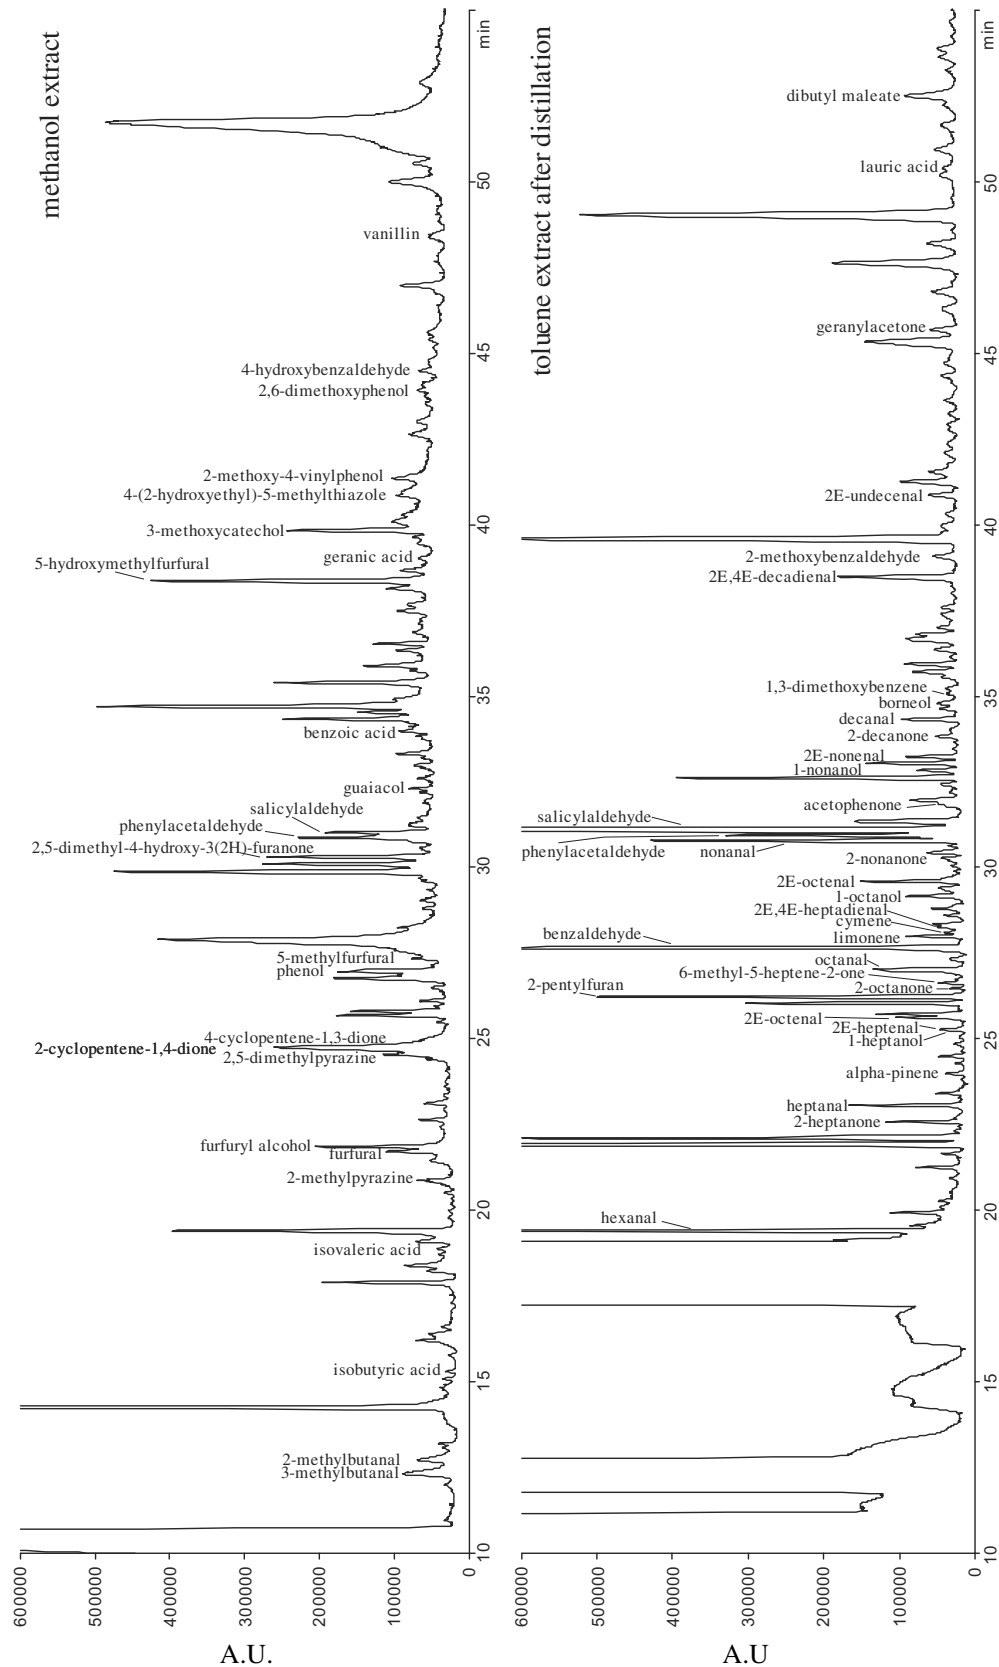 methanol extract
min
50
45
40
35
30
25
20
15
10
vanillin
4-hydroxybenzaldehyde
2,6-dimethoxyphenol
2-methoxy-4-vinylphenol
4-(2-hydroxyethyl)-5-methylthiazole
3-methoxycatechol
geranic acid
5-hydroxymethylfurfural
benzoic acid
guaiacol
salicylaldehyde
phenylacetaldehyde
2,5-dimethyl-4-hydroxy-3(2H)-furanone
5-methylfurfural
phenol
4-cyclopentene-1,3-dione
2-cyclopentene-1,4-dione
2,5-dimethylpyrazine
furfuryl alcohol
furfural
2-methylpyrazine
isovaleric acid
isobutyric acid
2-methylbutanal
3-methylbutanal
600000
500000
400000
300000
200000
100000
0
A.U.
toluene extract after distillation
min
50
45
40
35
30
25
20
15
10
dibutyl maleate
lauric acid
geranylacetone
2E-undecenal
2-methoxybenzaldehyde
2E,4E-decadienal
1,3-dimethoxybenzene
borneol
decanal
2-decanone
2E-nonenal
1-nonanol
acetophenone
salicylaldehyde
phenylacetaldehyde
nonanal
2-nonanone
2E-octenal
1-octanol
2E,4E-heptadienal
cymene
limonene
benzaldehyde
octanal
6-methyl-5-heptene-2-one
2-octanone
2-pentylfuran
2E-octenal
2E-heptenal
1-heptanol
alpha-pinene
heptanal
2-heptanone
hexanal
600000
500000
400000
300000
200000
100000
0
A.U